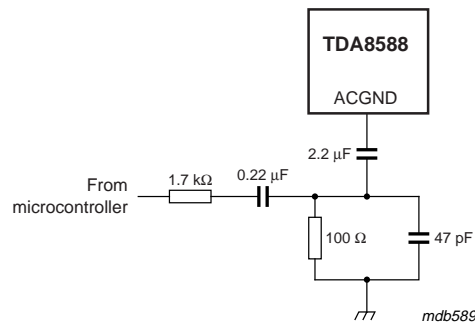 TDA8588
ACGND
2.2 μF
0.22 μF
1.7 kΩ
From
microcontroller
100 Ω
47 pF
mdb589